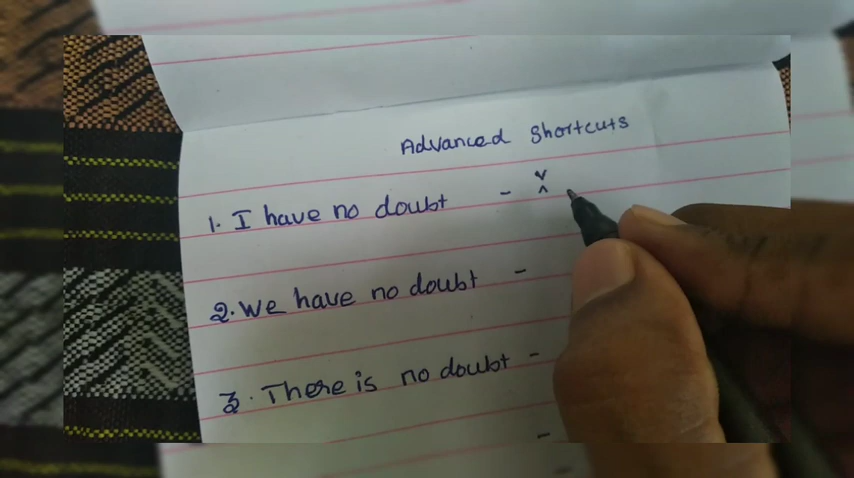 Advanced Shortcuts
1. I have no doubt -
2. We have no doubt -
3. There is no doubt -
-